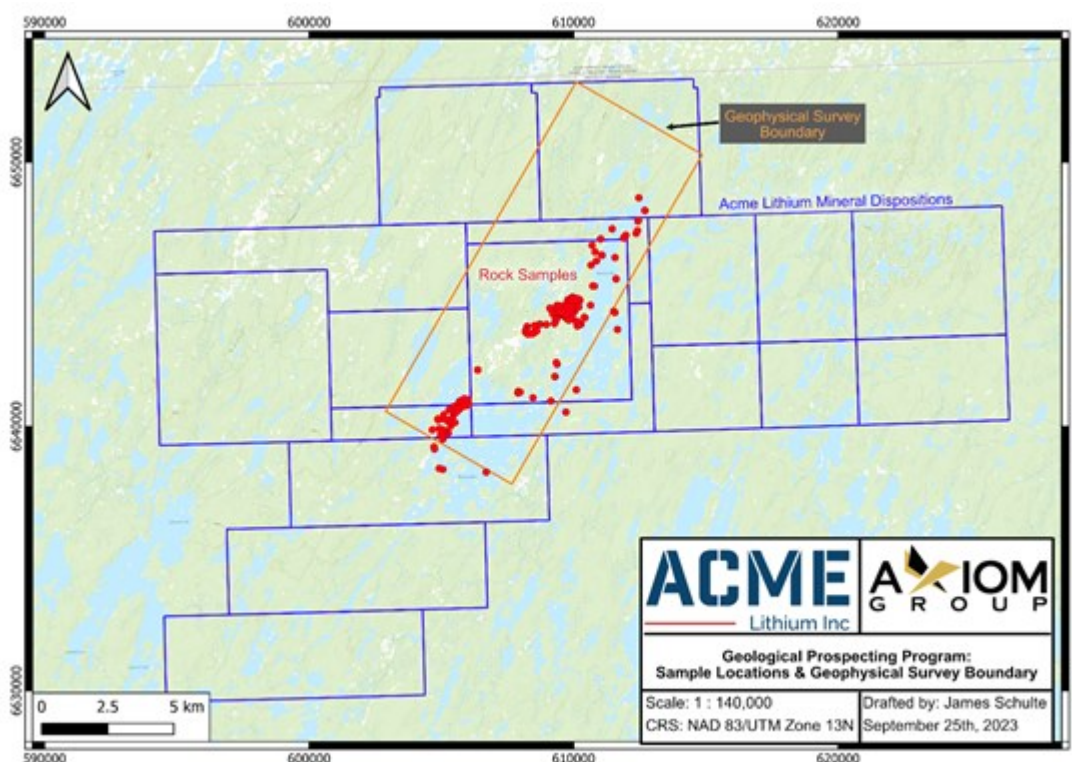 590000
600000
610000
620000
6650000
Geophysical Survey
Boundary
Acme Lithium Mineral Dispositions
Rock Samples
6640000
6630000
0 2.5 5 km
ACME
Lithium Inc
AXIOM
GROUP
Geological Prospecting Program:
Sample Locations & Geophysical Survey Boundary
Scale: 1 : 140,000
CRS: NAD 83/UTM Zone 13N
Drafted by: James Schulte
September 25th, 2023
590000
600000
610000
620000